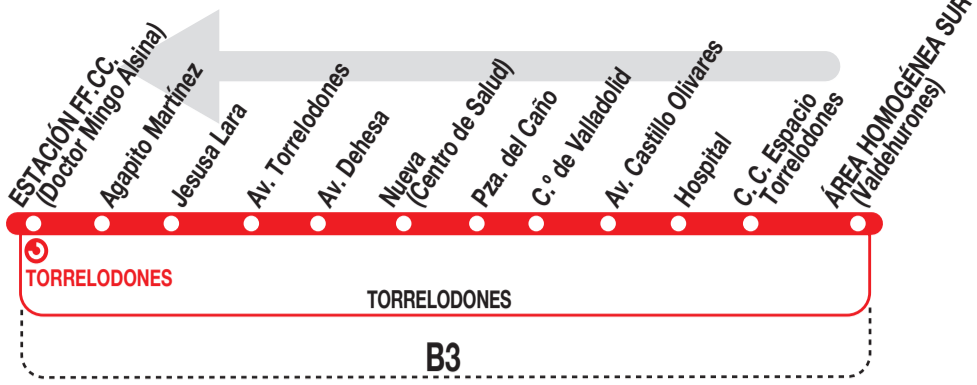 ESTACIÓN FF.CC.
(Doctor Mingo Alsina)
Agapito Martínez
Jesusa Lara
Av. Torrelodones
Av. Dehesa
Nueva
(Centro de Salud)
Pza. del Caño
C.º de Valladolid
Av. Castillo Olivares
Hospital
C. C. Espacio
Torrelodones
ÁREA HOMOGÉNEA SUR
(Valdehurones)
TORRELODONES
TORRELODONES
B3